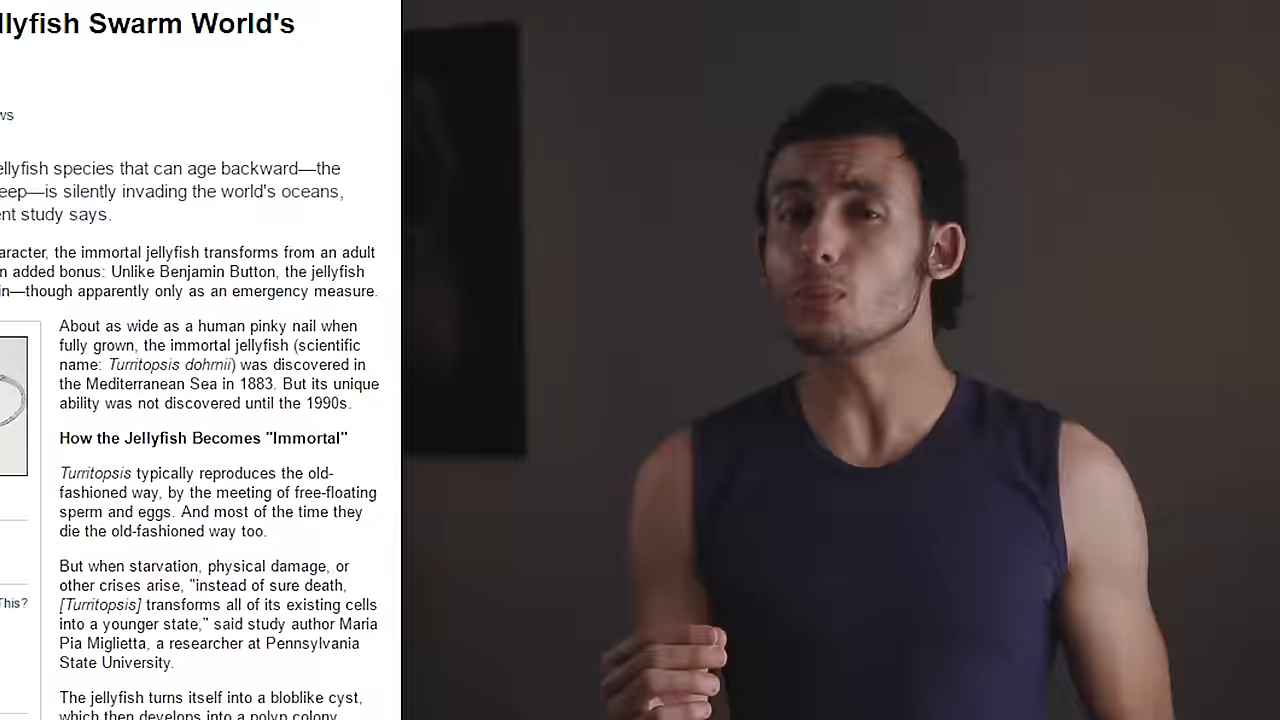 llyfish Swarm World's
ws
ellyfish species that can age backward—the
eep—is silently invading the world's oceans,
ent study says.
aracter, the immortal jellyfish transforms from an adult
n added bonus: Unlike Benjamin Button, the jellyfish
in—though apparently only as an emergency measure.
About as wide as a human pinky nail when
fully grown, the immortal jellyfish (scientific
name: Turritopsis dohrnii) was discovered in
the Mediterranean Sea in 1883. But its unique
ability was not discovered until the 1990s.
How the Jellyfish Becomes "Immortal"
Turritopsis typically reproduces the old-
fashioned way, by the meeting of free-floating
sperm and eggs. And most of the time they
die the old-fashioned way too.
But when starvation, physical damage, or
other crises arise, "instead of sure death,
[Turritopsis] transforms all of its existing cells
This? into a younger state," said study author Maria
Pia Miglietta, a researcher at Pennsylvania
State University.
The jellyfish turns itself into a bloblike cyst,
which then develops into a polyp colony,